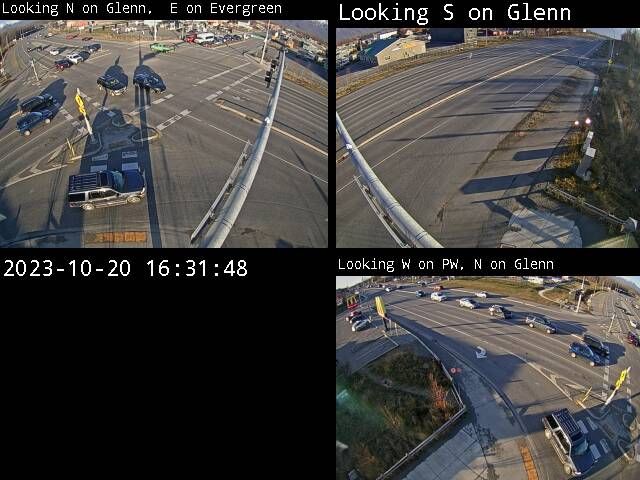 Looking N on Glenn,  E on Evergreen
Looking S on Glenn
2023-10-20 16:31:48
Looking W on PW, N on Glenn